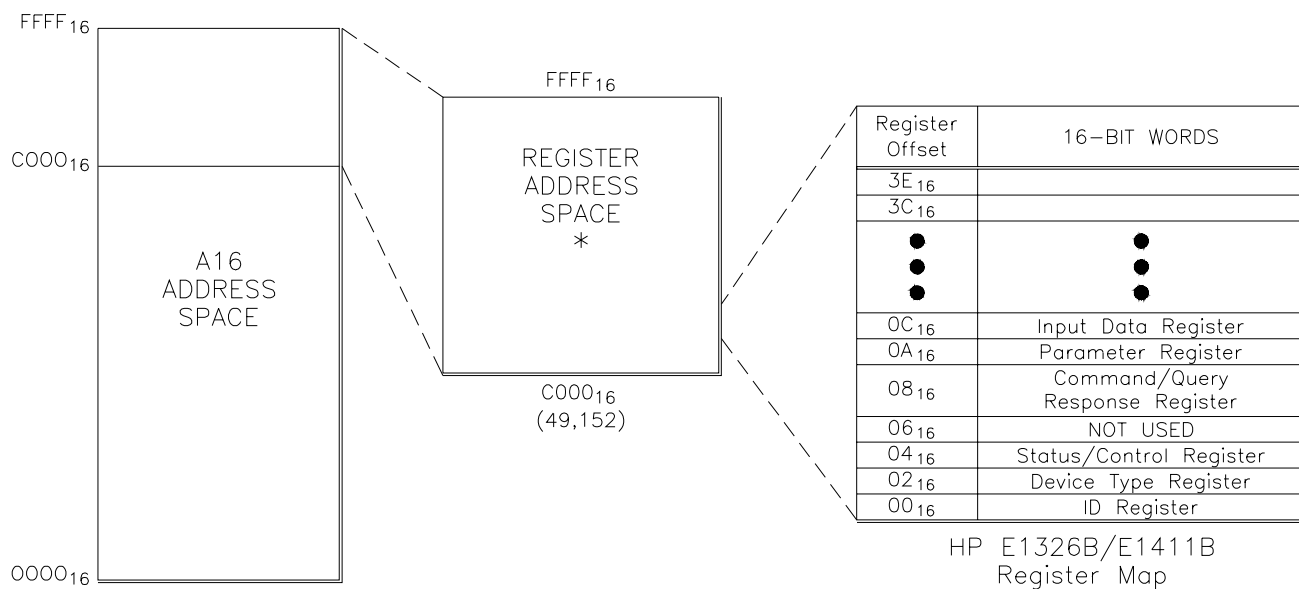 FFFF16
C00016
A16
ADDRESS
SPACE
000016
FFFF16
REGISTER
ADDRESS
SPACE
*
C00016
(49,152)
Register
Offset
16-BIT WORDS
3E16
3C16
0C16 Input Data Register
0A16 Parameter Register
0816 Command/Query
Response Register
0616 NOT USED
0416 Status/Control Register
0216 Device Type Register
0016 ID Register
HP E1326B/E1411B
Register Map